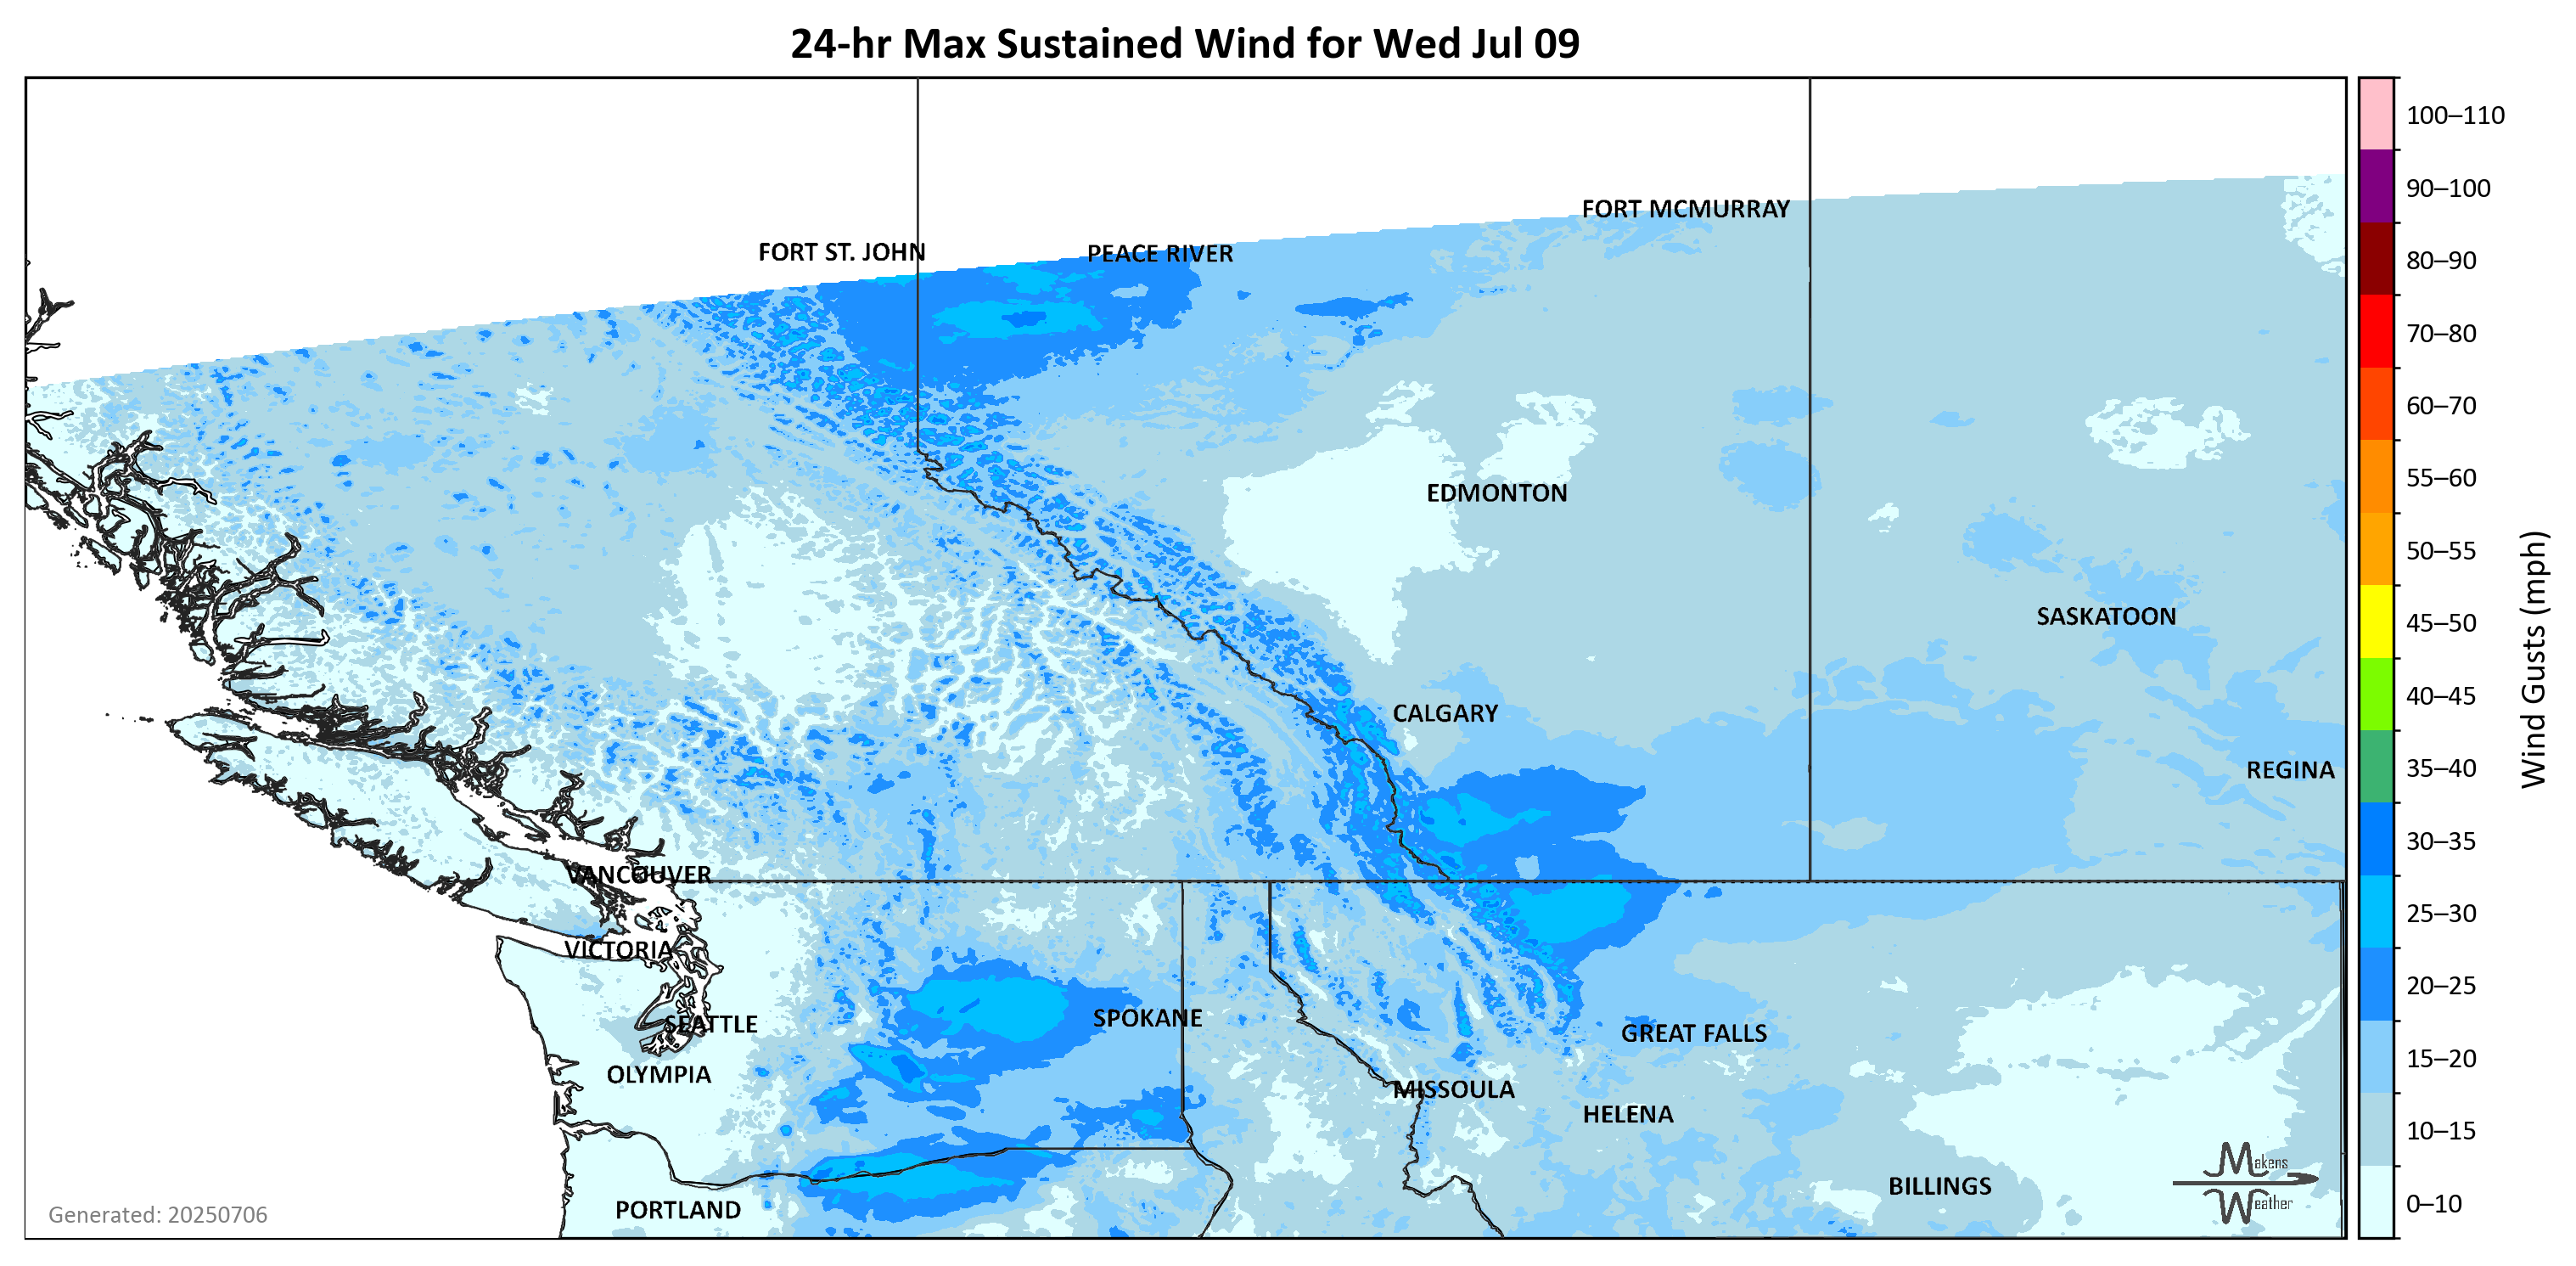 24-hr Max Sustained Wind for Wed Jul 09
100–110
90–100
80–90
70–80
60–70
55–60
50–55
45–50
40–45
35–40
30–35
25–30
20–25
15–20
10–15
0–10
Wind Gusts (mph)
FORT MCMURRAY
FORT ST. JOHN
PEACE RIVER
EDMONTON
SASKATOON
CALGARY
REGINA
VANCOUVER
VICTORIA
SEATTLE
SPOKANE
GREAT FALLS
OLYMPIA
MISSOULA
HELENA
BILLINGS
PORTLAND
Makens
Weather
Generated: 20250706